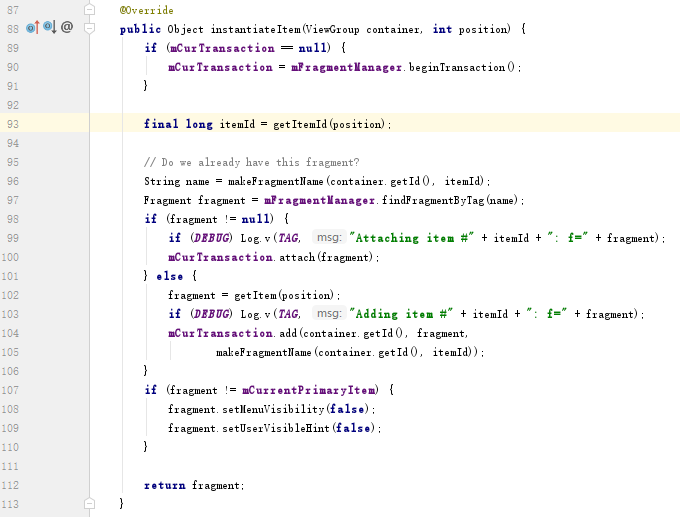 87 @Override
88 @ public Object instantiateItem(ViewGroup container, int position) {
89 if (mCurTransaction == null) {
90 mCurTransaction = mFragmentManager.beginTransaction();
91 }
92
93 final long itemId = getItemId(position);
94
95 // Do we already have this fragment?
96 String name = makeFragmentName(container.getId(), itemId);
97 Fragment fragment = mFragmentManager.findFragmentByTag(name);
98 if (fragment != null) {
99 if (DEBUG) Log.v(TAG, msg: "Attaching item #" + itemId + ": f=" + fragment);
100 mCurTransaction.attach(fragment);
101 } else {
102 fragment = getItem(position);
103 if (DEBUG) Log.v(TAG, msg: "Adding item #" + itemId + ": f=" + fragment);
104 mCurTransaction.add(container.getId(), fragment,
105 makeFragmentName(container.getId(), itemId));
106 }
107 if (fragment != mCurrentPrimaryItem) {
108 fragment.setMenuVisibility(false);
109 fragment.setUserVisibleHint(false);
110 }
111
112 return fragment;
113 }